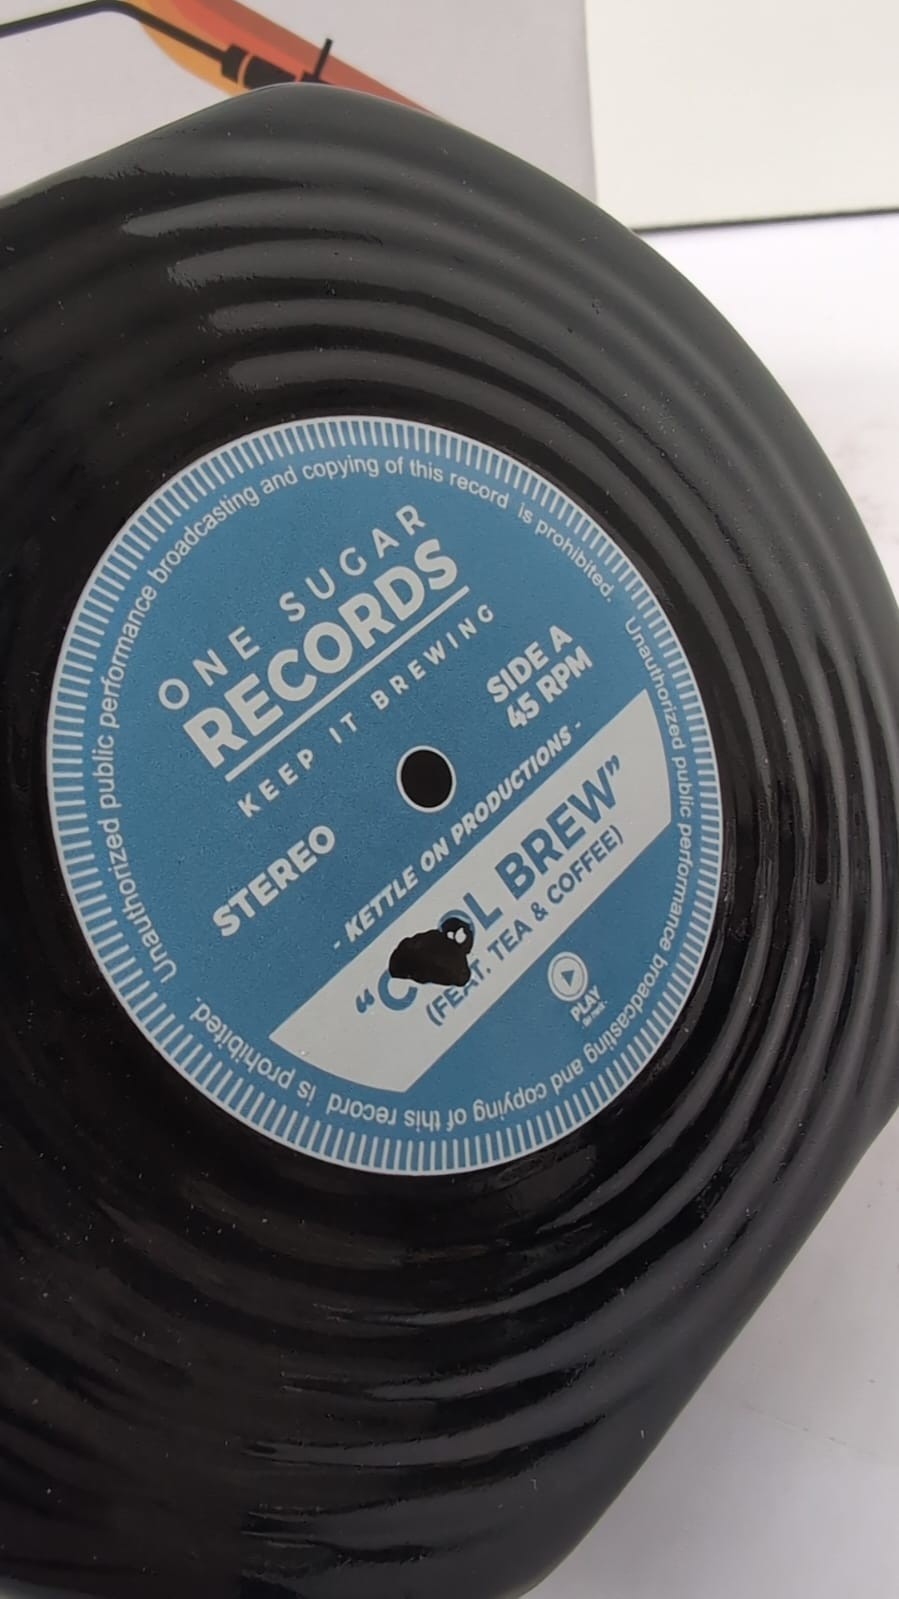 Unauthorized public performance broadcasting and copying of this record is prohibited.
ONE SUGAR
RECORDS
KEEP IT BREWING
SIDE A
45 RPM
STEREO
- KETTLE ON PRODUCTIONS -
BREW”
(FEAT. TEA & COFFEE)
PLAY
Unauthorized public performance broadcasting and copying of this record is prohibited.